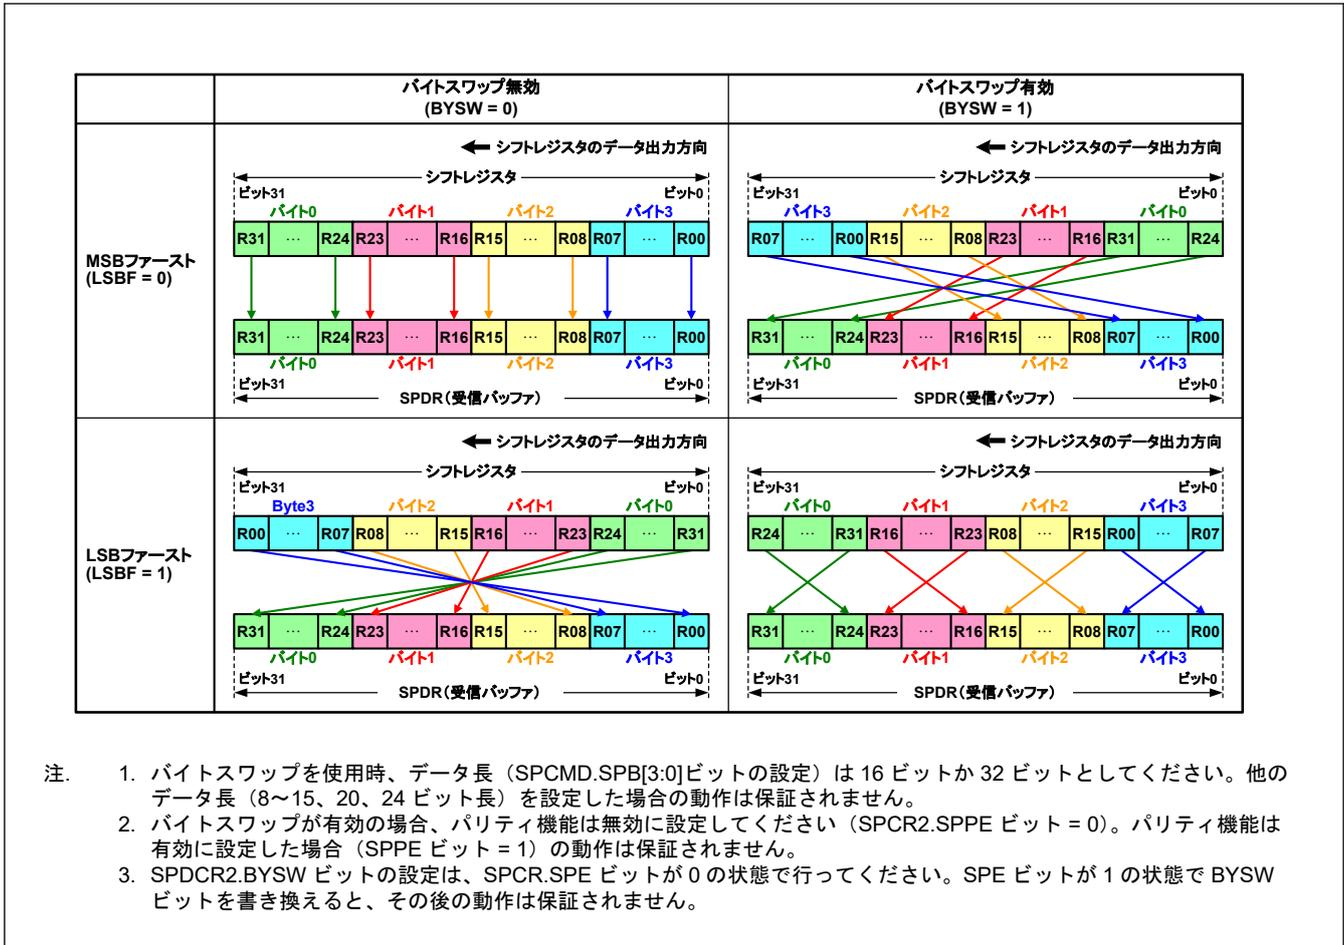 バイトスワップ無効
(BYSW = 0)
バイトスワップ有効
(BYSW = 1)
MSBファースト
(LSBF = 0)
シフトレジスタのデータ出力方向
シフトレジスタ
ビット31 ビット0
バイト0 バイト1 バイト2 バイト3
R31 ... R24 R23 ... R16 R15 ... R08 R07 ... R00
R31 ... R24 R23 ... R16 R15 ... R08 R07 ... R00
バイト0 バイト1 バイト2 バイト3
ビット31 ビット0
SPDR（受信バッファ）
シフトレジスタのデータ出力方向
シフトレジスタ
ビット31 ビット0
バイト3 バイト2 バイト1 バイト0
R07 ... R00 R15 ... R08 R23 ... R16 R31 ... R24
R31 ... R24 R23 ... R16 R15 ... R08 R07 ... R00
バイト0 バイト1 バイト2 バイト3
ビット31 ビット0
SPDR（受信バッファ）
LSBファースト
(LSBF = 1)
シフトレジスタのデータ出力方向
シフトレジスタ
ビット31 ビット0
Byte3 バイト2 バイト1 バイト0
R00 ... R07 R08 ... R15 R16 ... R23 R24 ... R31
R31 ... R24 R23 ... R16 R15 ... R08 R07 ... R00
バイト0 バイト1 バイト2 バイト3
ビット31 ビット0
SPDR（受信バッファ）
シフトレジスタのデータ出力方向
シフトレジスタ
ビット31 ビット0
バイト0 バイト1 バイト2 バイト3
R24 ... R31 R16 ... R23 R08 ... R15 R00 ... R07
R31 ... R24 R23 ... R16 R15 ... R08 R07 ... R00
バイト0 バイト1 バイト2 バイト3
ビット31 ビット0
SPDR（受信バッファ）
注. 1. バイトスワップを使用時、データ長（SPCMD.SPB[3:0]ビットの設定）は 16 ビットか 32 ビットとしてください。他の
データ長（8～15、20、24 ビット長）を設定した場合の動作は保証されません。
2. バイトスワップが有効の場合、パリティ機能は無効に設定してください（SPCR2.SPPE ビット = 0）。パリティ機能は
有効に設定した場合（SPPE ビット = 1）の動作は保証されません。
3. SPDCR2.BYSW ビットの設定は、SPCR.SPE ビットが 0 の状態で行ってください。SPE ビットが 1 の状態で BYSW
ビットを書き換えると、その後の動作は保証されません。